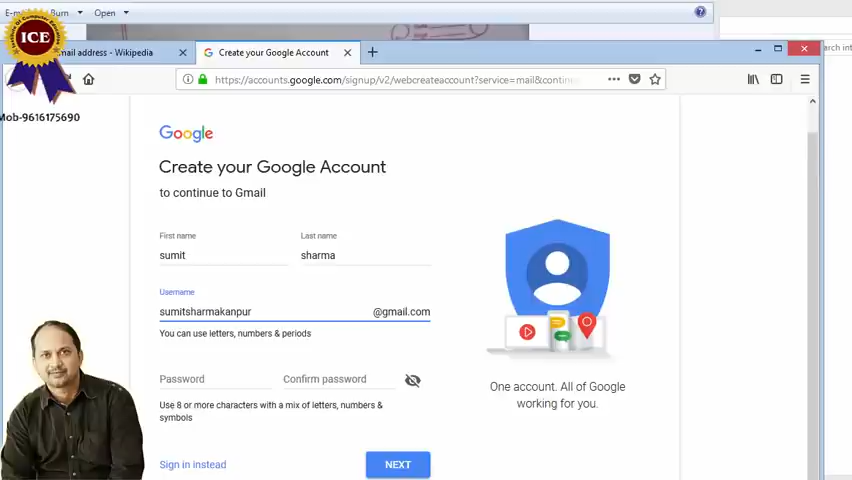 E-mail Burn Open
ICE
mail address - Wikipedia
Create your Google Account
https://accounts.google.com/signup/v2/webcreateaccount?service=mail&contine
Mob-9616175690
Google
Create your Google Account
to continue to Gmail
First name Last name
sumit sharma
Username
sumitsharmakanpur @gmail.com
You can use letters, numbers & periods
Password Confirm password
Use 8 or more characters with a mix of letters, numbers &
symbols
Sign in instead NEXT
One account. All of Google
working for you.